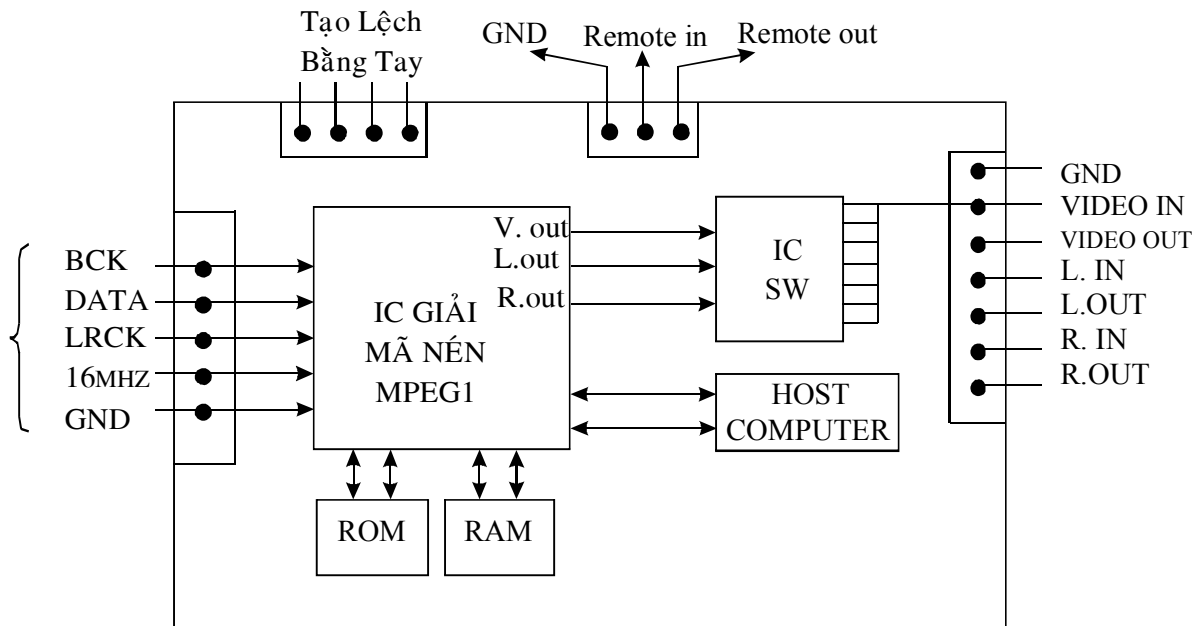 Tạo Lệch
Bằng Tay
GND
Remote in
Remote out
BCK
DATA
LRCK
16MHZ
GND
V. out
L.out
R.out
IC GIẢI
MÃ NÉN
MPEG1
IC
SW
HOST
COMPUTER
ROM
RAM
GND
VIDEO IN
VIDEO OUT
L. IN
L.OUT
R. IN
R.OUT